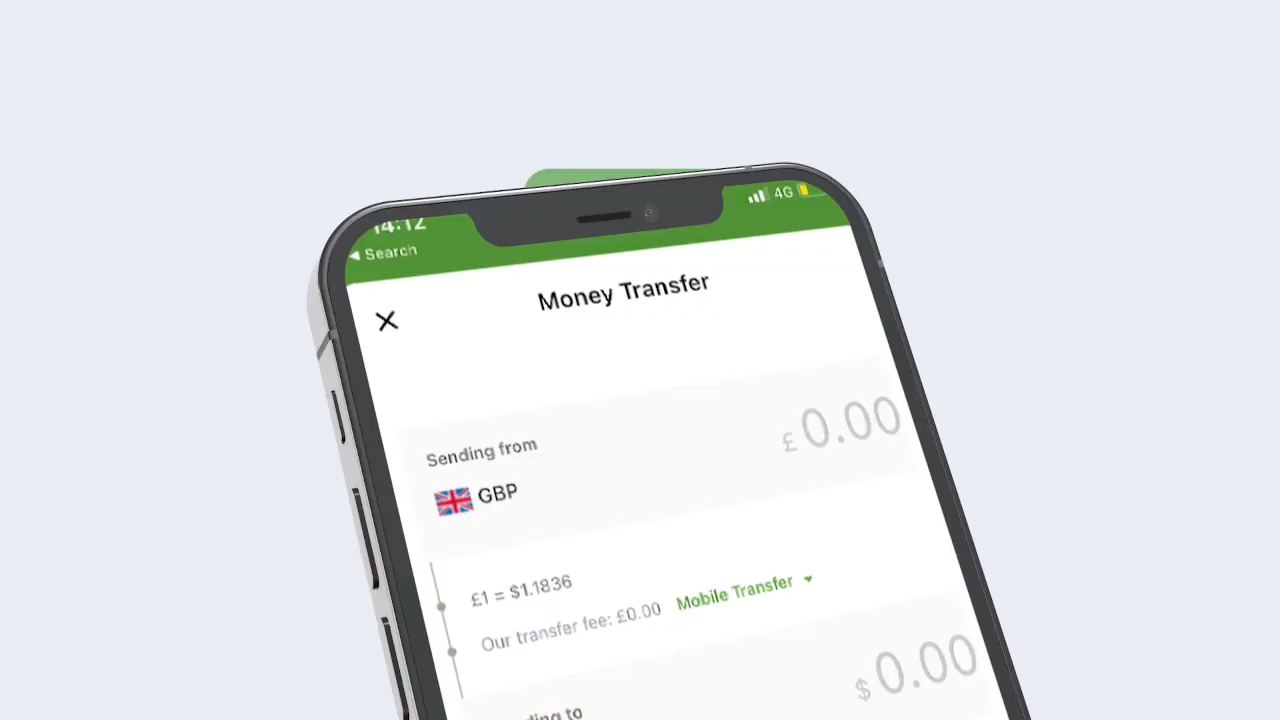 14:12
4G
◀ Search
Money Transfer
Sending from
£ 0.00
GBP
£1 = $1.1836
Our transfer fee: £0.00 Mobile Transfer
$ 0.00
to